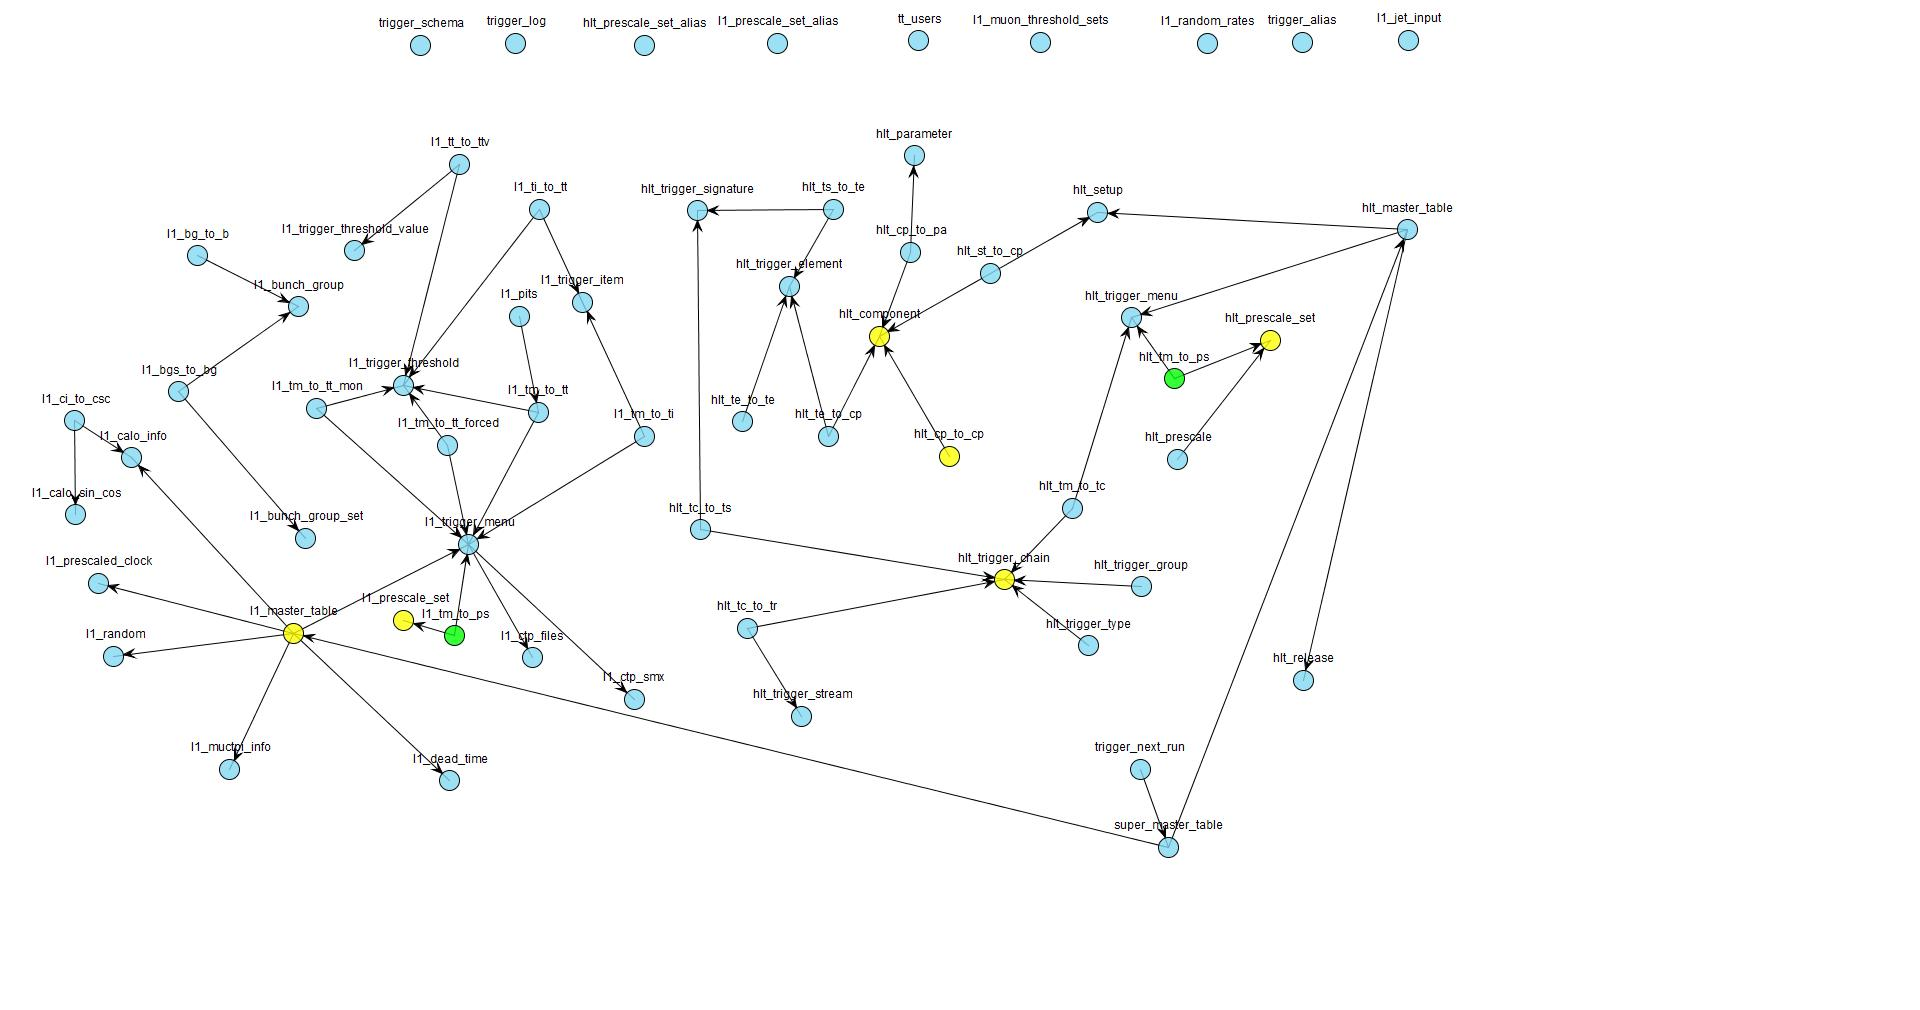 trigger_schema
trigger_log
hlt_prescale_set_alias
l1_prescale_set_alias
tt_users
l1_muon_threshold_sets
l1_random_rates
trigger_alias
l1_jet_input
hlt_parameter
l1_tt_to_ttv
l1_ti_to_tt
hlt_trigger_signature
hlt_ts_to_te
hlt_setup
hlt_master_table
l1_bg_to_b
l1_trigger_threshold_value
hlt_cp_to_pa
hlt_st_to_cp
hlt_trigger_element
l1_bunch_group
l1_trigger_item
l1_pits
hlt_trigger_menu
hlt_component
hlt_prescale_set
hlt_tm_to_ps
l1_trigger_threshold
l1_bgs_to_bg
l1_tm_to_tt_mon
l1_tm_to_tt
l1_ci_to_csc
hlt_te_to_te
l1_tm_to_ti
hlt_te_to_cp
l1_tm_to_tt_forced
l1_calo_info
hlt_cp_to_cp
hlt_prescale
hlt_tm_to_tc
l1_calo_sin_cos
hlt_tc_to_ts
l1_bunch_group_set
l1_trigger_menu
hlt_trigger_chain
l1_prescaled_clock
hlt_trigger_group
l1_prescale_set
hlt_tc_to_tr
l1_master_table
l1_tm_to_ps
hlt_trigger_type
l1_random
l1_ctp_files
hlt_release
l1_ctp_smx
hlt_trigger_stream
l1_muctpi_info
trigger_next_run
l1_dead_time
super_master_table